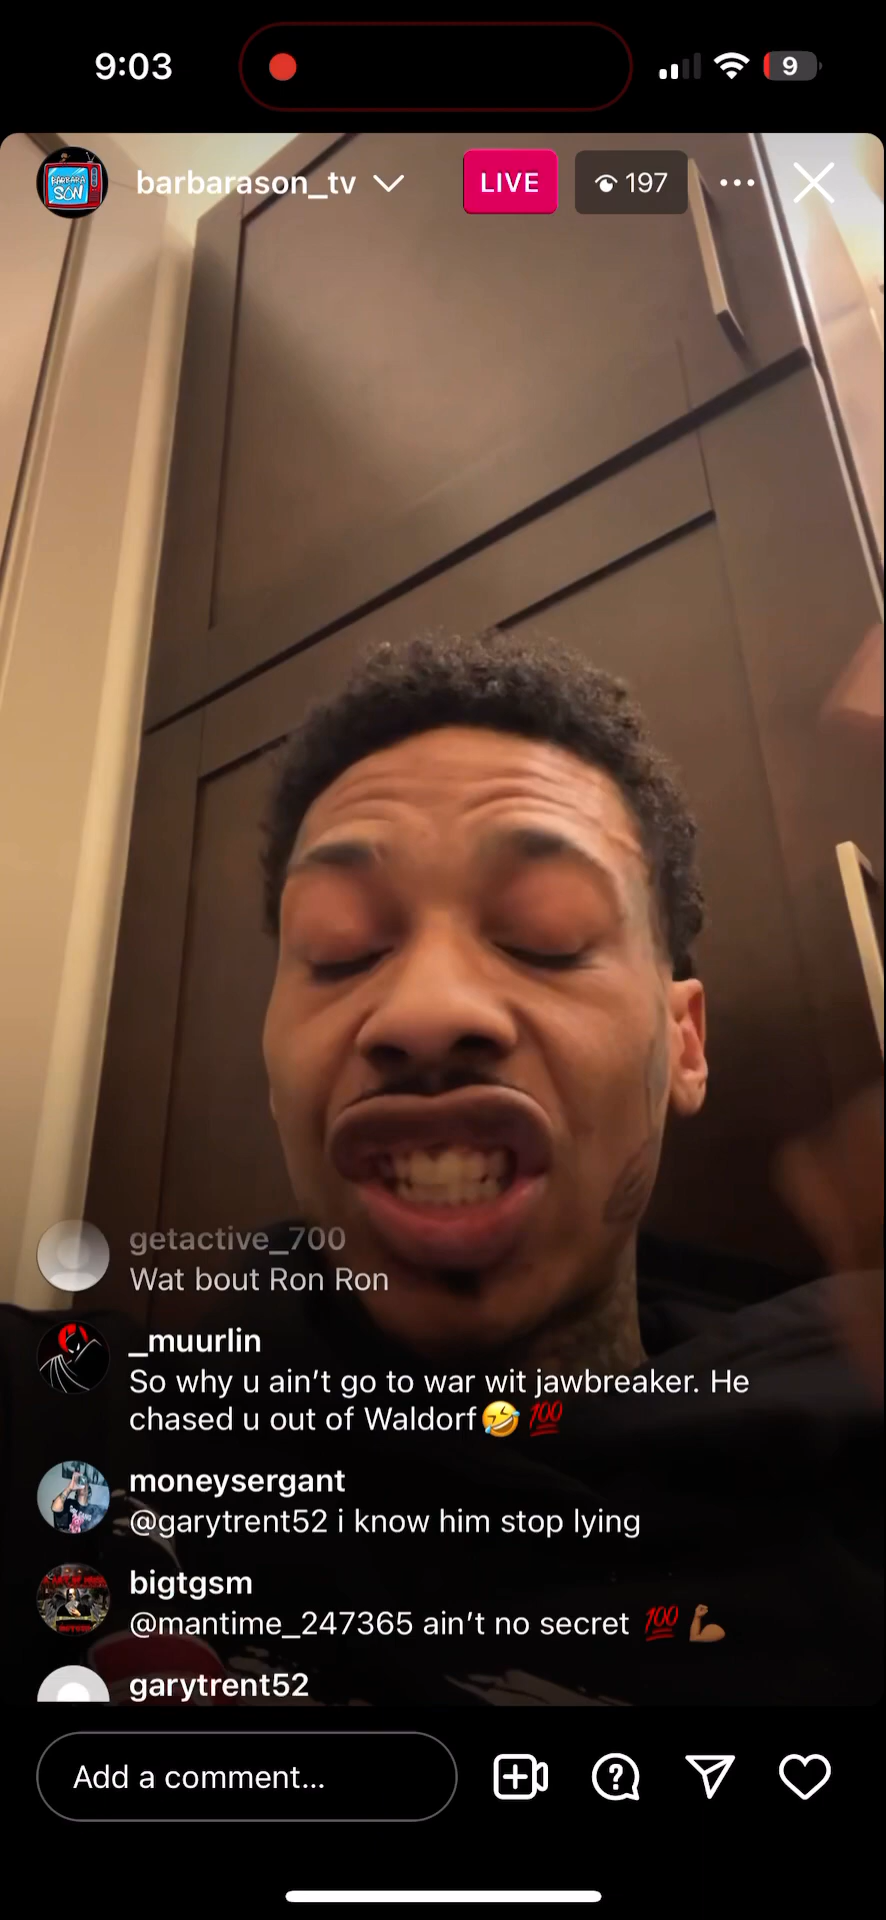 9:03
9
BARBARA
SON
barbarason_tv
LIVE
197
getactive_700
Wat bout Ron Ron
_muurlin
So why u ain’t go to war wit jawbreaker. He
chased u out of Waldorf🤣💯
moneysergant
@garytrent52 i know him stop lying
bigtgsm
@mantime_247365 ain’t no secret 💯💪🏽
garytrent52
Add a comment...